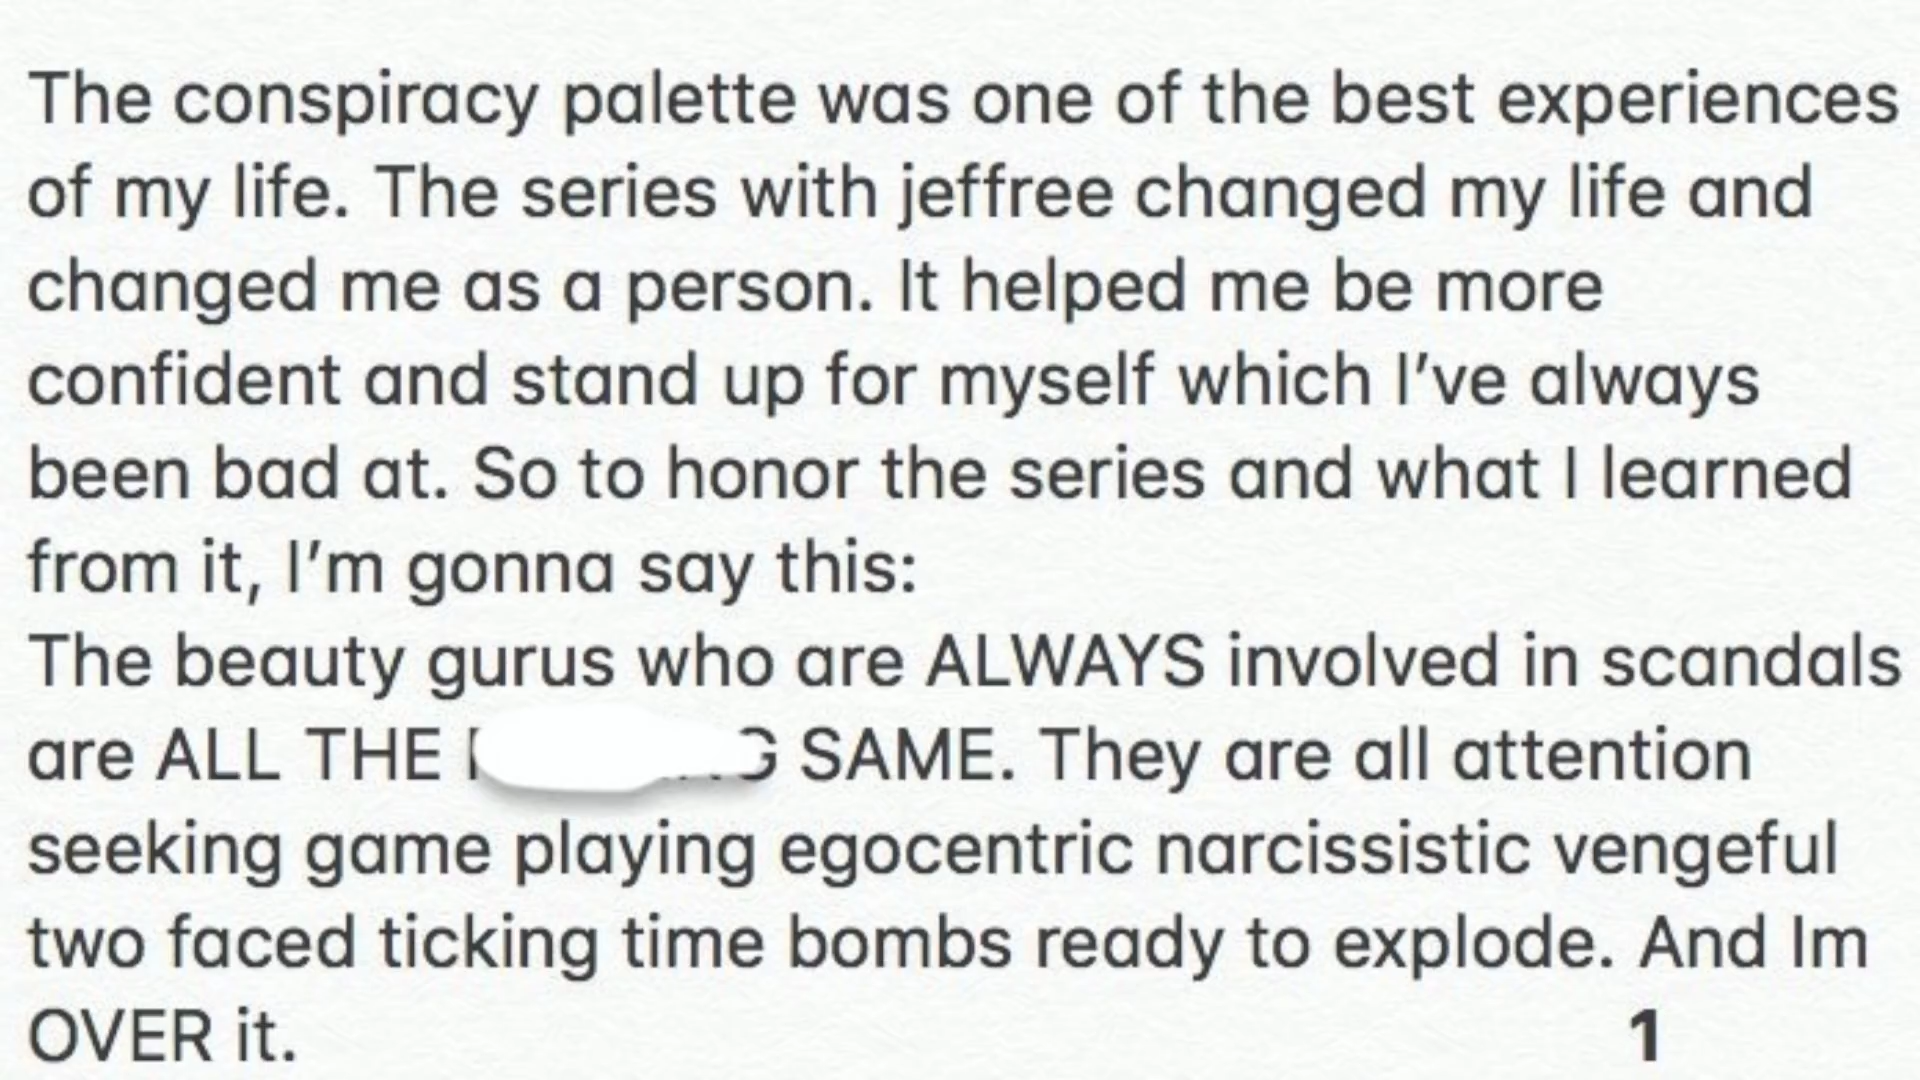 The conspiracy palette was one of the best experiences
of my life. The series with jeffree changed my life and
changed me as a person. It helped me be more
confident and stand up for myself which I’ve always
been bad at. So to honor the series and what I learned
from it, I’m gonna say this:
The beauty gurus who are ALWAYS involved in scandals
are ALL THE SAME. They are all attention
seeking game playing egocentric narcissistic vengeful
two faced ticking time bombs ready to explode. And Im
OVER it.
1